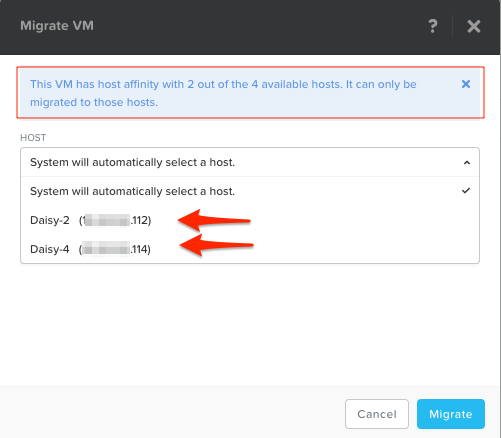 Migrate VM
?
This VM has host affinity with 2 out of the 4 available hosts. It can only be
migrated to those hosts.
HOST
System will automatically select a host.
System will automatically select a host.
Daisy-2 (1 .112)
Daisy-4 ( .114)
Cancel
Migrate